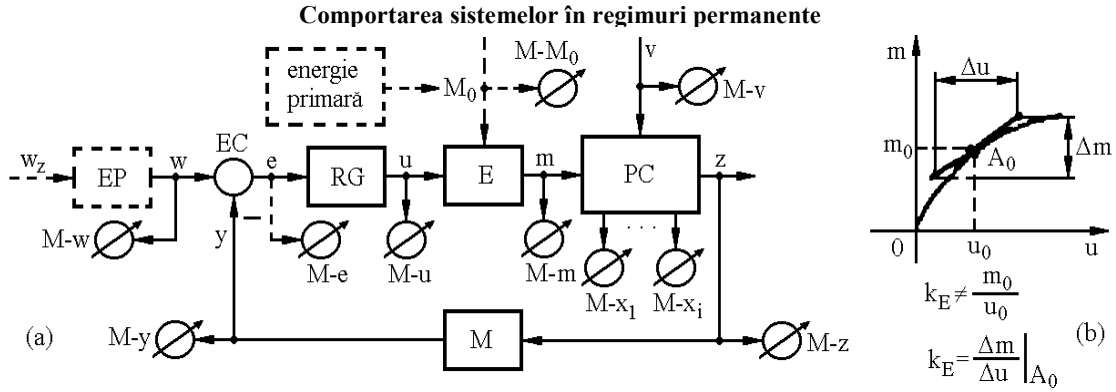 Comportarea sistemelor în regimuri permanente
energie
primară
M₀
M-M₀
v
M-v
w_z
EP
w
EC
e
RG
u
E
m
PC
z
M-w
y
—
M-e
M-u
M-m
. . . .
M-x₁
M-x_i
(a)
M-y
M
M-z
m
Δu
m₀
A₀
Δm
0
u₀
u
k_E ≠ m₀/u₀
k_E = Δm/Δu |A₀
(b)